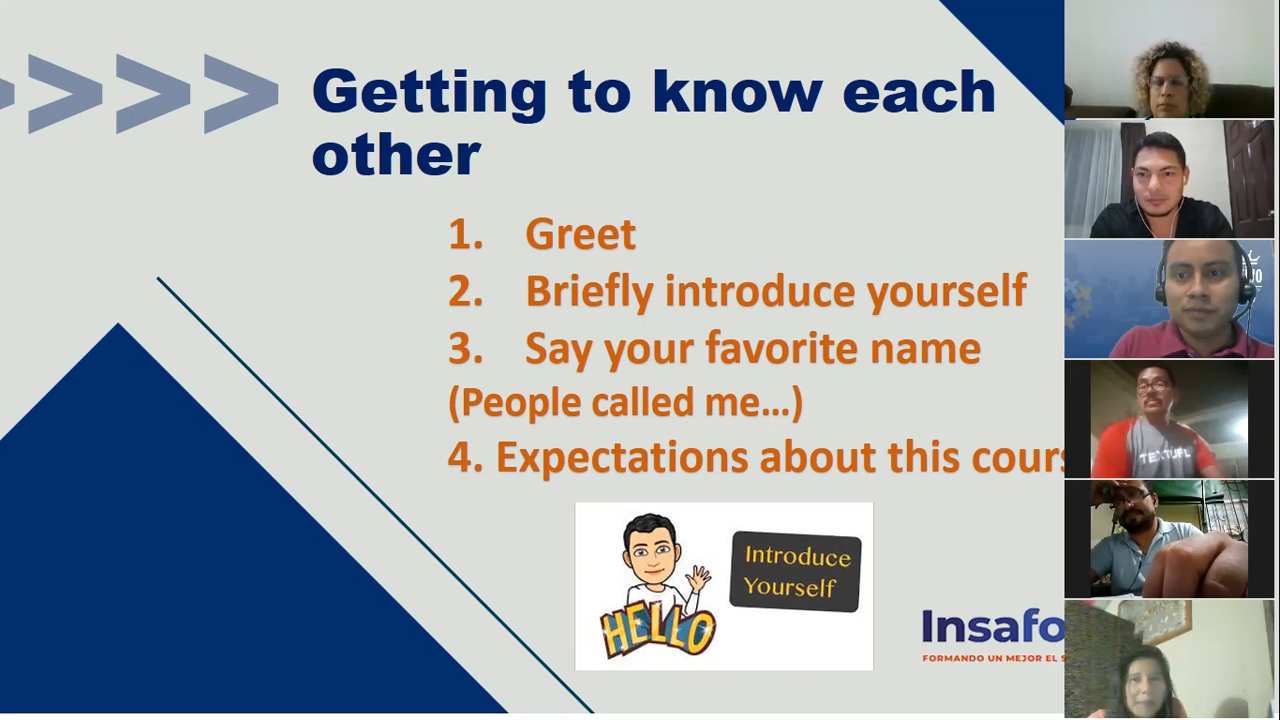 Getting to know each
other
1. Greet
2. Briefly introduce yourself
3. Say your favorite name
(People called me...)
4. Expectations about this cours
Introduce
Yourself
HELLO
Insafo
FORMANDO UN MEJOR EL S